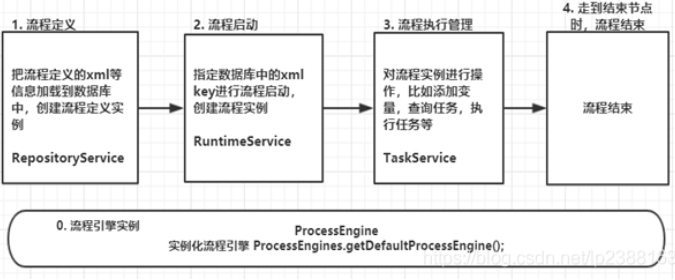 1. 流程定义
把流程定义的xml等
信息加载到数据库
中，创建流程定义实
例
RepositoryService
2. 流程启动
指定数据库中的xml
key进行流程启动，
创建流程实例
RuntimeService
3. 流程执行管理
对流程实例进行操
作，比如添加变
量，查询任务，执
行任务等
TaskService
4. 走到结束节点
时，流程结束
流程结束
0. 流程引擎实例
ProcessEngine
实例化流程引擎 ProcessEngines.getDefaultProcessEngine();